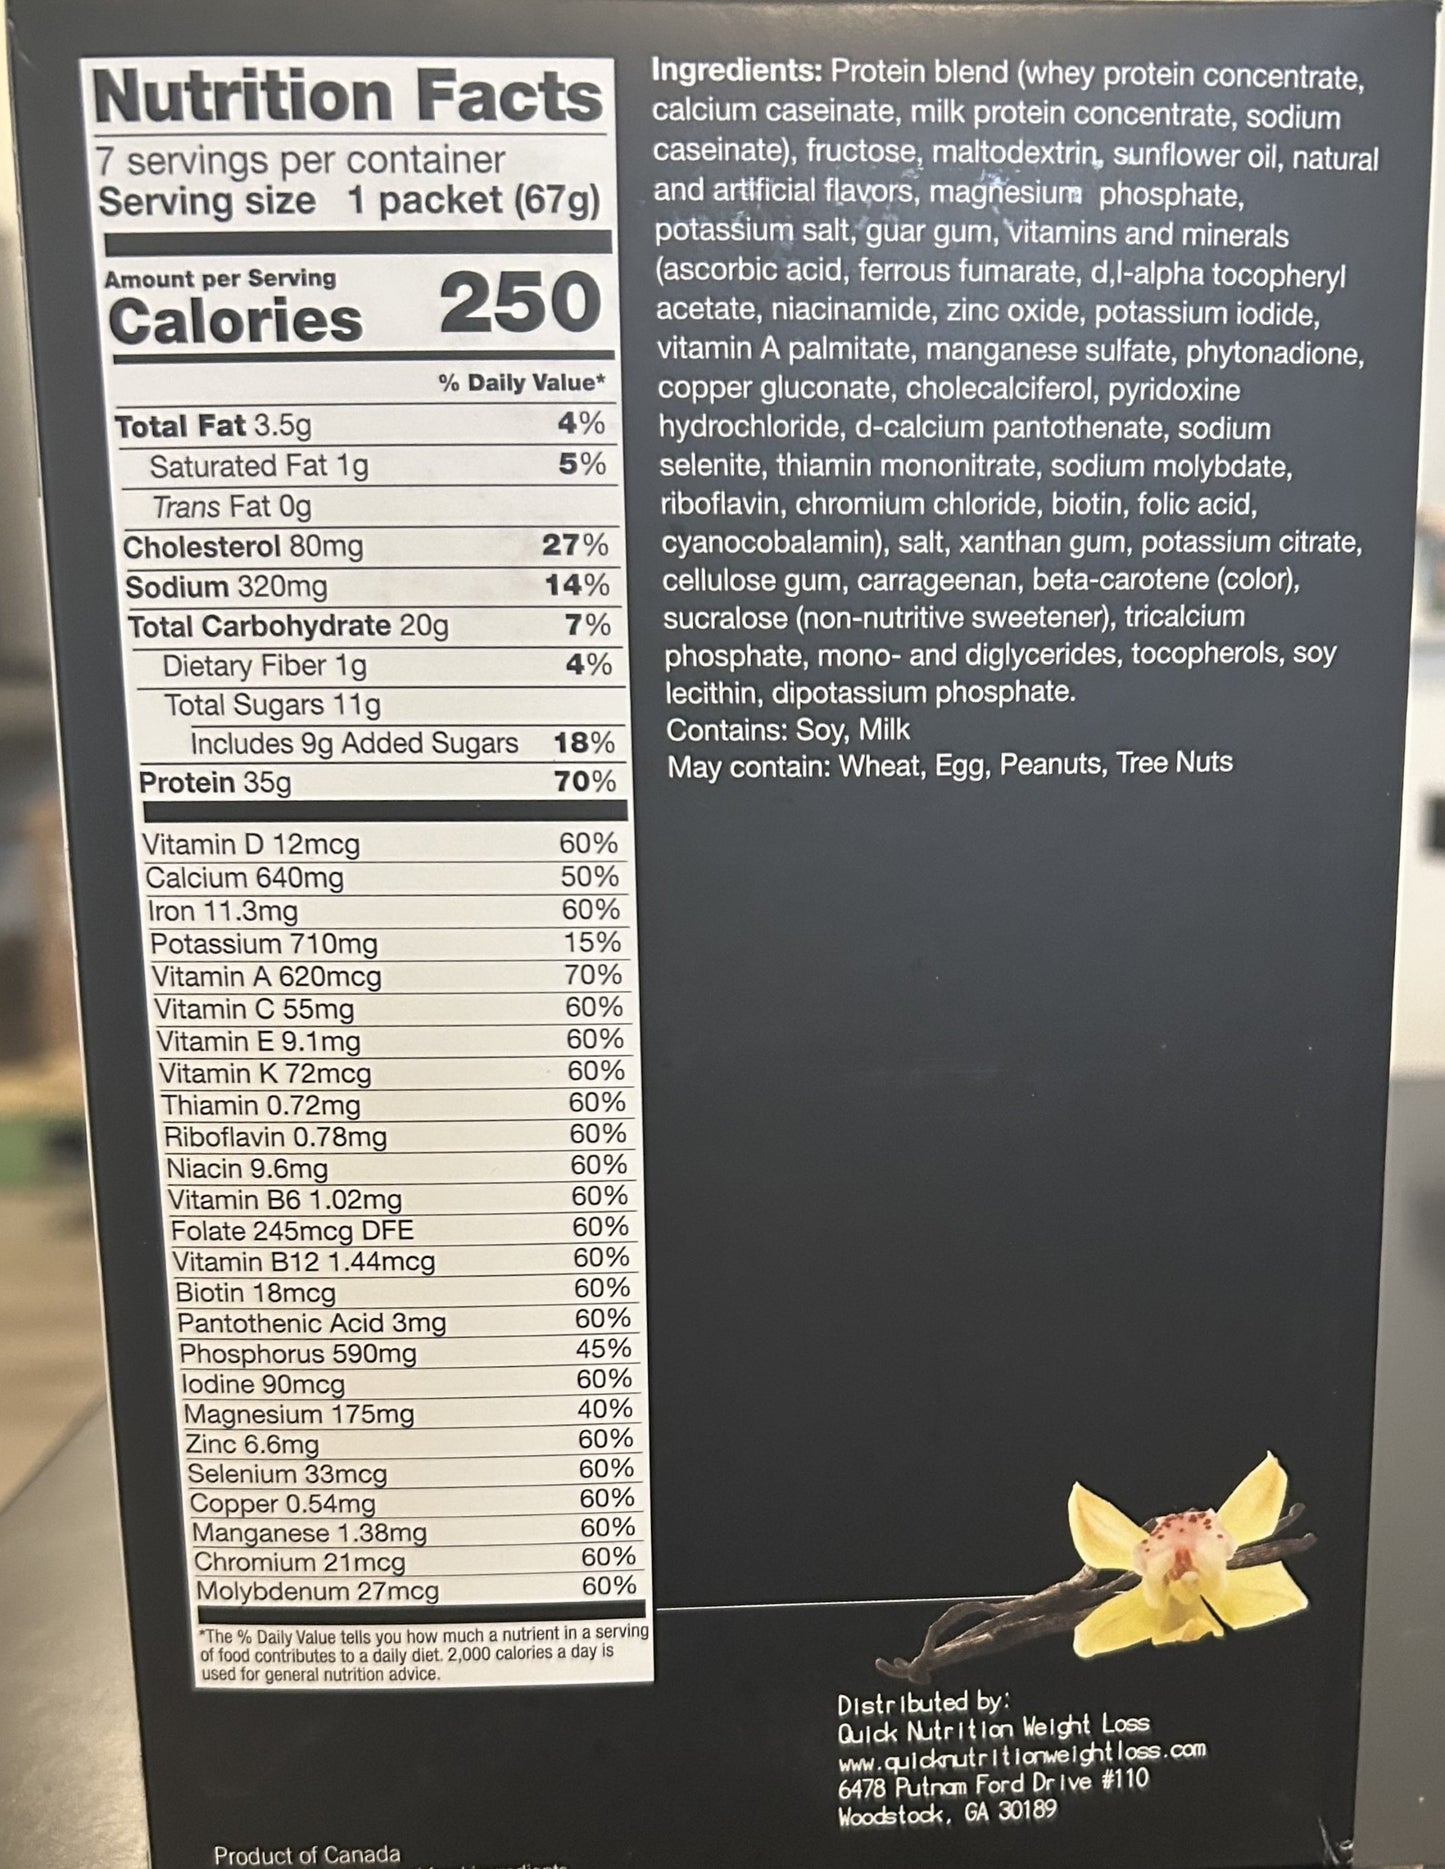 Nutrition Facts
7 servings per container
Serving size 1 packet (67g)
Amount per Serving
Calories 250
% Daily Value*
Total Fat 3.5g 4%
Saturated Fat 1g 5%
Trans Fat 0g
Cholesterol 80mg 27%
Sodium 320mg 14%
Total Carbohydrate 20g 7%
Dietary Fiber 1g 4%
Total Sugars 11g
Includes 9g Added Sugars 18%
Protein 35g 70%
Vitamin D 12mcg 60%
Calcium 640mg 50%
Iron 11.3mg 60%
Potassium 710mg 15%
Vitamin A 620mcg 70%
Vitamin C 55mg 60%
Vitamin E 9.1mg 60%
Vitamin K 72mcg 60%
Thiamin 0.72mg 60%
Riboflavin 0.78mg 60%
Niacin 9.6mg 60%
Vitamin B6 1.02mg 60%
Folate 245mcg DFE 60%
Vitamin B12 1.44mcg 60%
Biotin 18mcg 60%
Pantothenic Acid 3mg 60%
Phosphorus 590mg 45%
Iodine 90mcg 60%
Magnesium 175mg 40%
Zinc 6.6mg 60%
Selenium 33mcg 60%
Copper 0.54mg 60%
Manganese 1.38mg 60%
Chromium 21mcg 60%
Molybdenum 27mcg 60%
*The % Daily Value tells you how much a nutrient in a serving
of food contributes to a daily diet. 2,000 calories a day is
used for general nutrition advice.
Ingredients: Protein blend (whey protein concentrate,
calcium caseinate, milk protein concentrate, sodium
caseinate), fructose, maltodextrin, sunflower oil, natural
and artificial flavors, magnesium phosphate,
potassium salt, guar gum, vitamins and minerals
(ascorbic acid, ferrous fumarate, d,l-alpha tocopheryl
acetate, niacinamide, zinc oxide, potassium iodide,
vitamin A palmitate, manganese sulfate, phytonadione,
copper gluconate, cholecalciferol, pyridoxine
hydrochloride, d-calcium pantothenate, sodium
selenite, thiamin mononitrate, sodium molybdate,
riboflavin, chromium chloride, biotin, folic acid,
cyanocobalamin), salt, xanthan gum, potassium citrate,
cellulose gum, carrageenan, beta-carotene (color),
sucralose (non-nutritive sweetener), tricalcium
phosphate, mono- and diglycerides, tocopherols, soy
lecithin, dipotassium phosphate.
Contains: Soy, Milk
May contain: Wheat, Egg, Peanuts, Tree Nuts
Distributed by:
Quick Nutrition Weight Loss
www.quicknutritionweightloss.com
6478 Putnam Ford Drive #110
Woodstock, GA 30189
Product of Canada